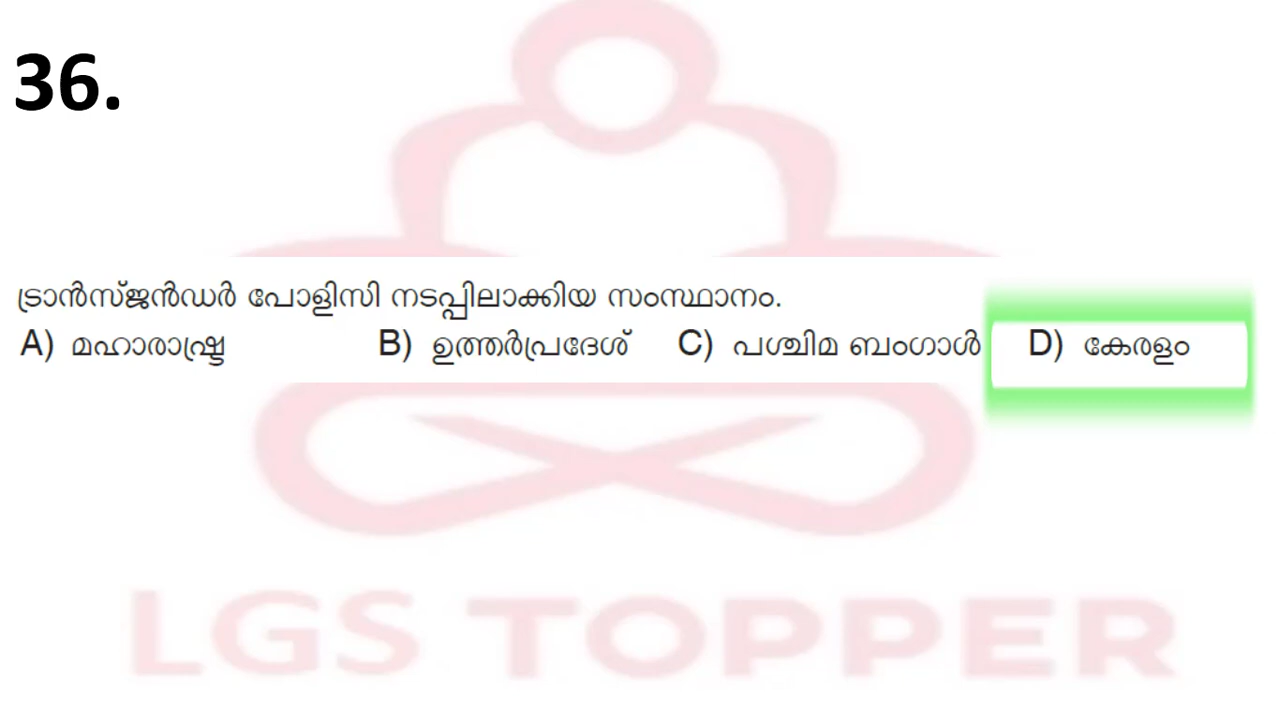 36.
ട്രാൻസ്ജൻഡർ പോളിസി നടപ്പിലാക്കിയ സംസ്ഥാനം.
A) മഹാരാഷ്ട്ര B) ഉത്തർപ്രദേശ് C) പശ്ചിമ ബംഗാൾ D) കേരളം
LGS TOPPER